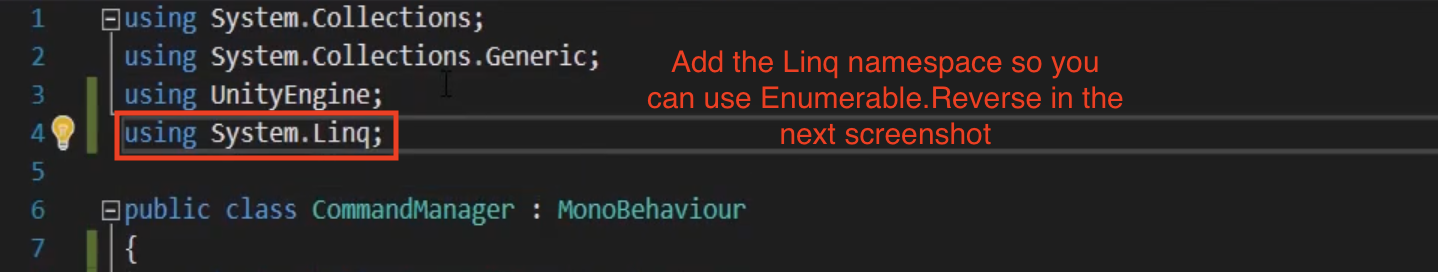 1 using System.Collections;
2 using System.Collections.Generic;
3 using UnityEngine;
4 using System.Linq;
5
6 public class CommandManager : MonoBehaviour
7 {
Add the Linq namespace so you
can use Enumerable.Reverse in the
next screenshot